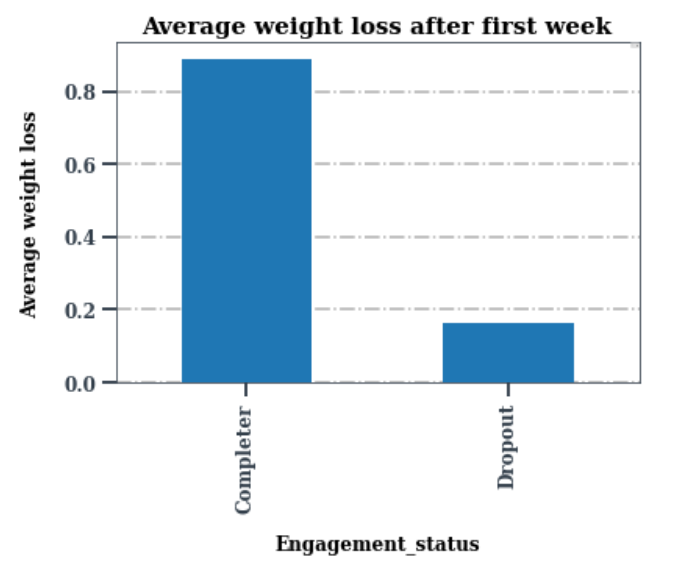 Average weight loss after first week
Average weight loss
0.8
0.6
0.4
0.2
0.0
Completer
Dropout
Engagement_status